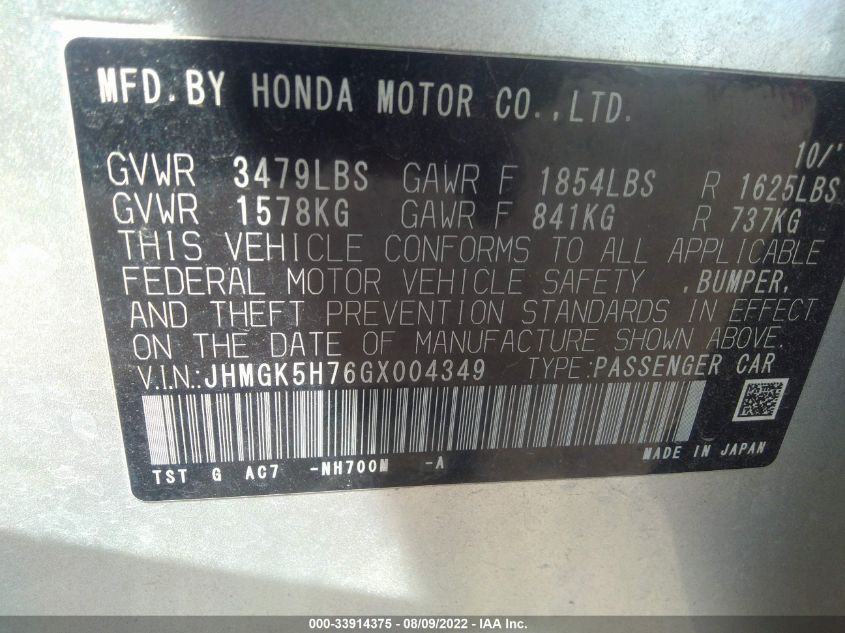 MFD.BY HONDA MOTOR CO.,LTD.
10/'
GVWR 3479LBS GAWR F 1854LBS R 1625LBS
GVWR 1578KG GAWR F 841KG R 737KG
THIS VEHICLE CONFORMS TO ALL APPLICABLE
FEDERAL MOTOR VEHICLE SAFETY ,BUMPER,
AND THEFT PREVENTION STANDARDS IN EFFECT
ON THE DATE OF MANUFACTURE SHOWN ABOVE.
V.I.N.:JHMGK5H76GX004349 TYPE:PASSENGER CAR
MADE IN JAPAN
TST G AC7 -NH700M -A
000-33914375 - 08/09/2022 - IAA Inc.